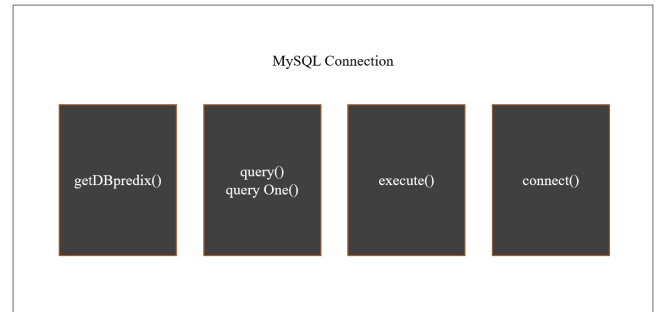 MySQL Connection
getDBpredix()
query()
query One()
execute()
connect()